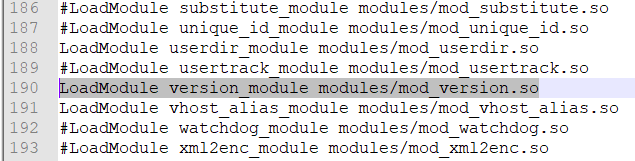 186 #LoadModule substitute_module modules/mod_substitute.so
187 #LoadModule unique_id_module modules/mod_unique_id.so
188 LoadModule userdir_module modules/mod_userdir.so
189 #LoadModule usertrack_module modules/mod_usertrack.so
190 LoadModule version_module modules/mod_version.so
191 LoadModule vhost_alias_module modules/mod_vhost_alias.so
192 #LoadModule watchdog_module modules/mod_watchdog.so
193 #LoadModule xml2enc_module modules/mod_xml2enc.so